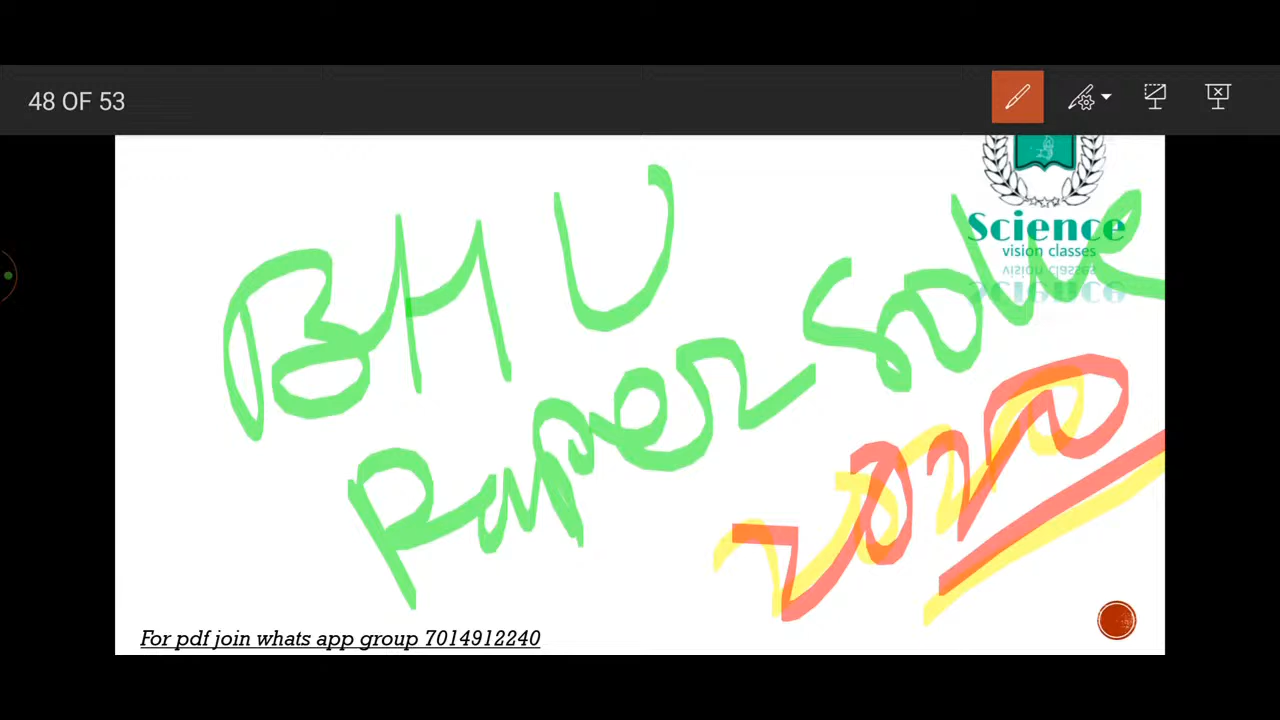 48 OF 53
Science
vision classes
BHU
Paper Solve
2020
For pdf join whats app group 7014912240